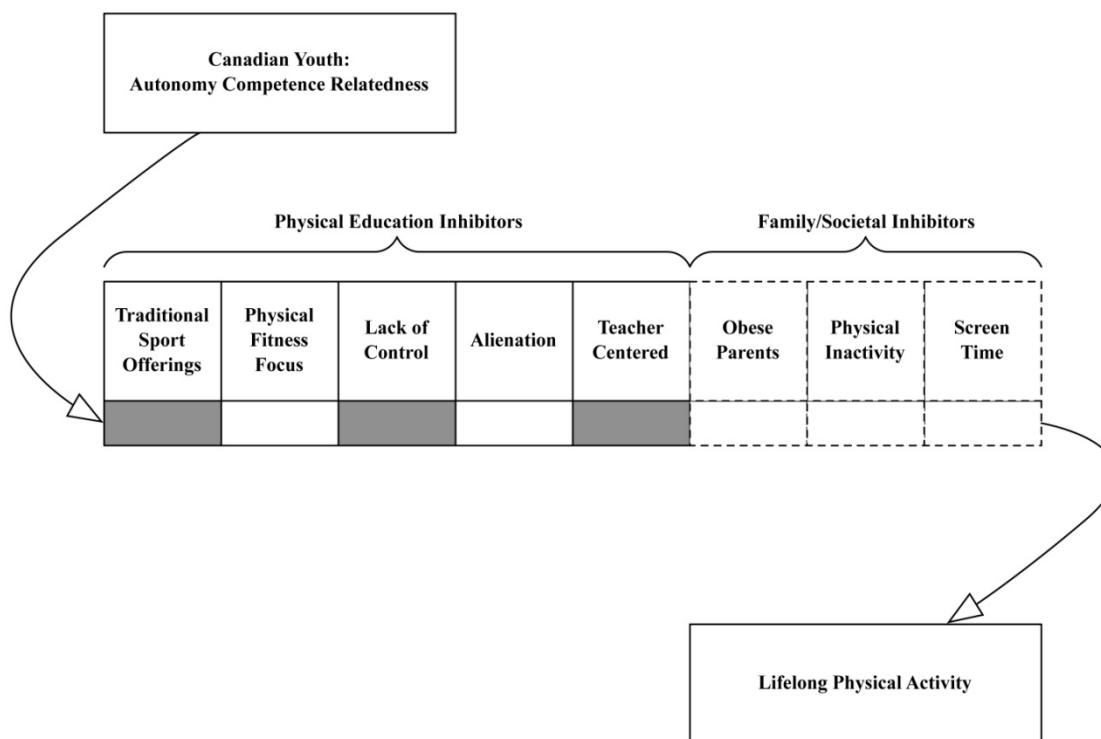 Canadian Youth:
Autonomy Competence Relatedness
Physical Education Inhibitors
Family/Societal Inhibitors
Traditional
Sport
Offerings
Physical
Fitness
Focus
Lack of
Control
Alienation
Teacher
Centered
Obese
Parents
Physical
Inactivity
Screen
Time
Lifelong Physical Activity